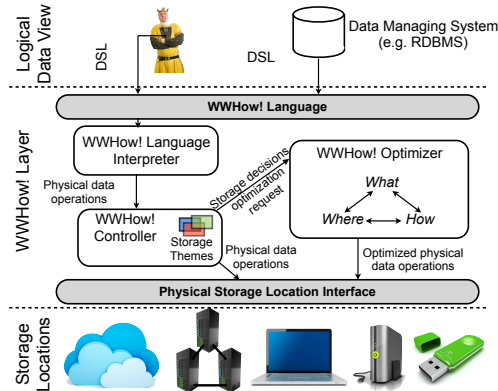 Logical
Data View
DSL
DSL
Data Managing System
(e.g. RDBMS)
WWHow! Language
WWHow! Layer
WWHow! Language
Interpreter
Physical data
operations
WWHow!
Controller
Storage
Themes
Storage decisions
optimization
request
WWHow! Optimizer
What
Where
How
Physical data
operations
Optimized physical
data operations
Physical Storage Location Interface
Storage
Locations